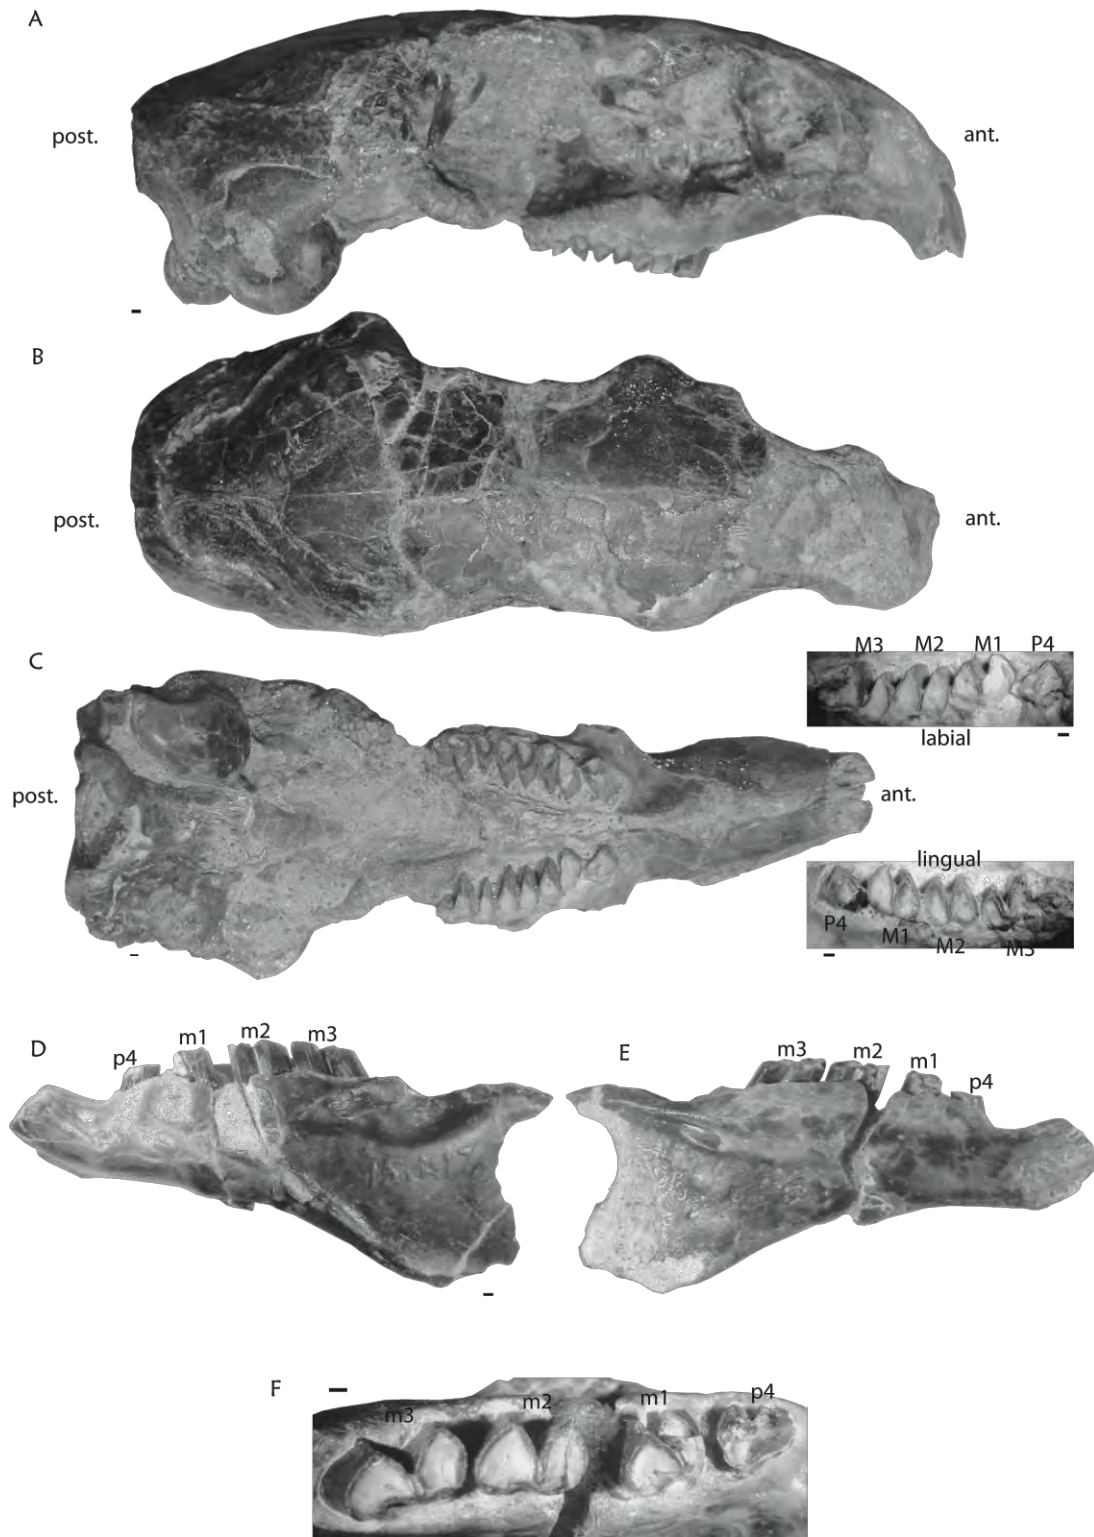 A
post.
ant.
B
post.
ant.
C
M3 M2 M1 P4
labial
post.
ant.
lingual
P4
M1
M2
M3
D
p4
m1
m2
m3
E
m3
m2
m1
p4
F
m3
m2
m1
p4